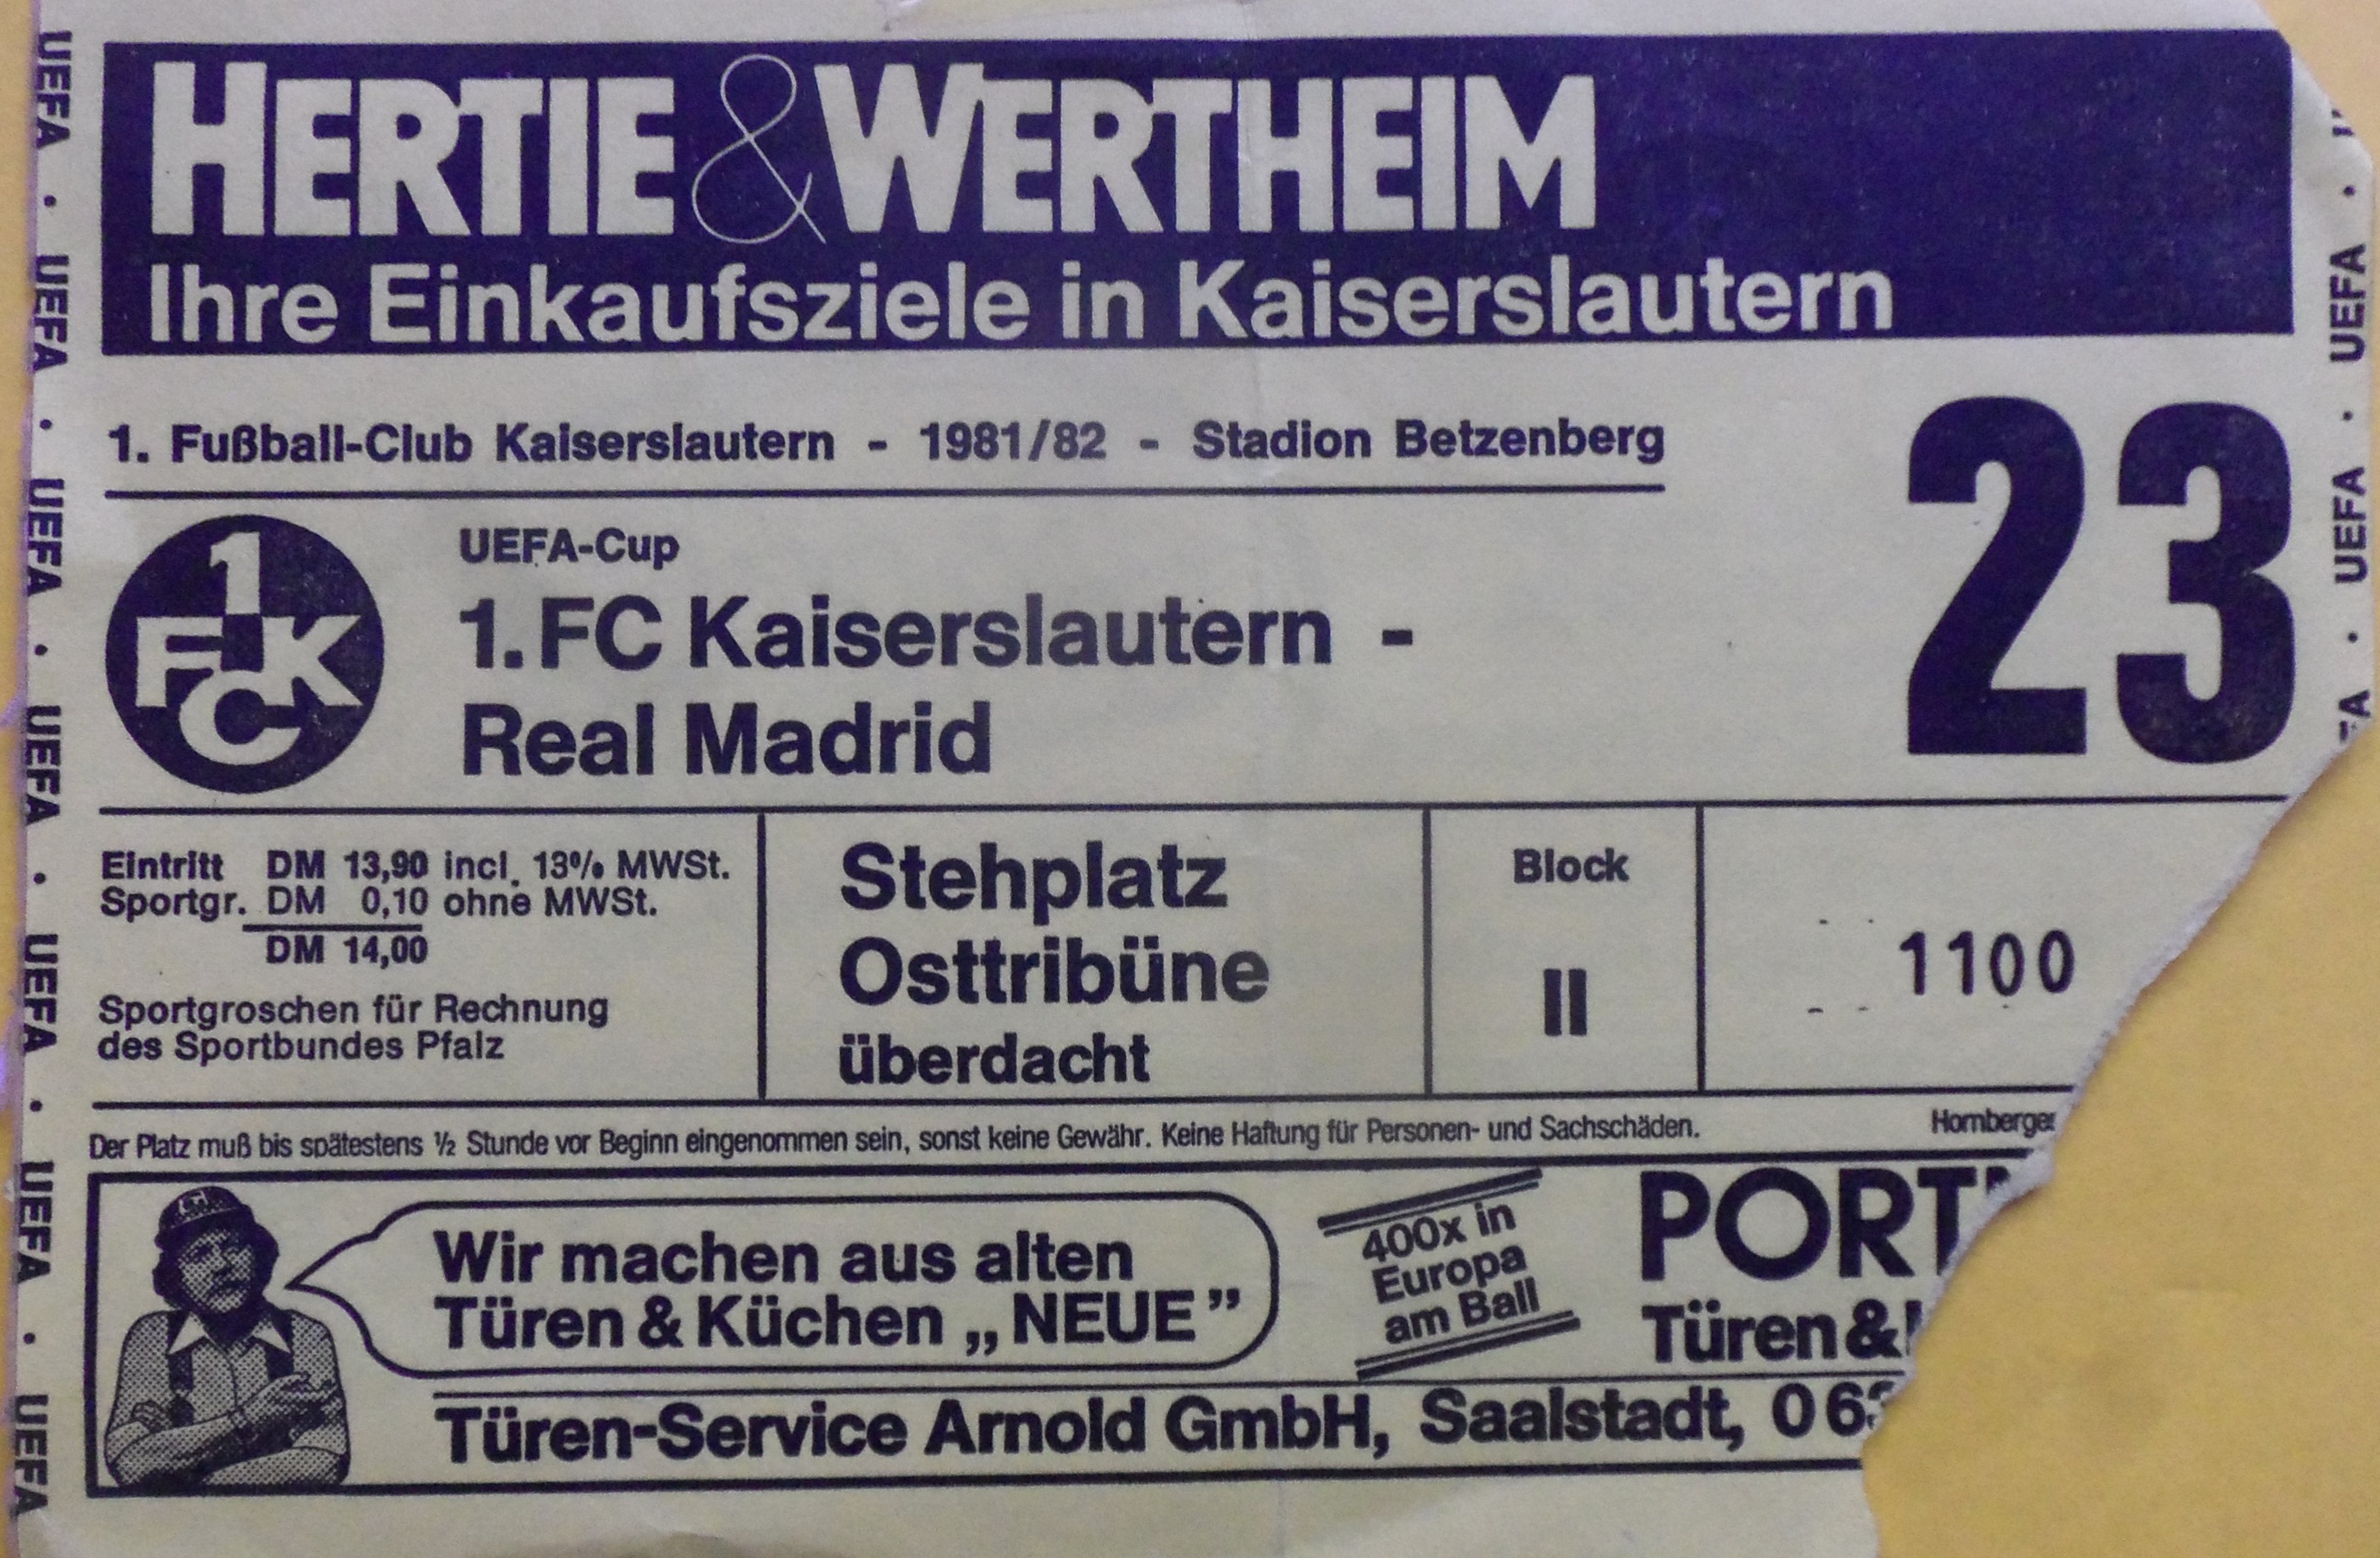 HERTIE & WERTHEIM
Ihre Einkaufsziele in Kaiserslautern
1. Fußball-Club Kaiserslautern - 1981/82 - Stadion Betzenberg
23
1
FCK
UEFA-Cup
1. FC Kaiserslautern -
Real Madrid
Eintritt DM 13,90 incl. 13% MWSt.
Sportgr. DM 0,10 ohne MWSt.
DM 14,00
Sportgroschen für Rechnung
des Sportbundes Pfalz
Stehplatz
Osttribüne
überdacht
Block
II
1100
Der Platz muß bis spätestens ½ Stunde vor Beginn eingenommen sein, sonst keine Gewähr. Keine Haftung für Personen- und Sachschäden.
Homberger
Wir machen aus alten
Türen & Küchen „NEUE”
400x in
Europa
am Ball
PORT
Türen &
Türen-Service Arnold GmbH, Saalstadt, 0 63
UEFA · UEFA · UEFA · UEFA · UEFA · UEFA · UEFA
UEFA · UEFA ·